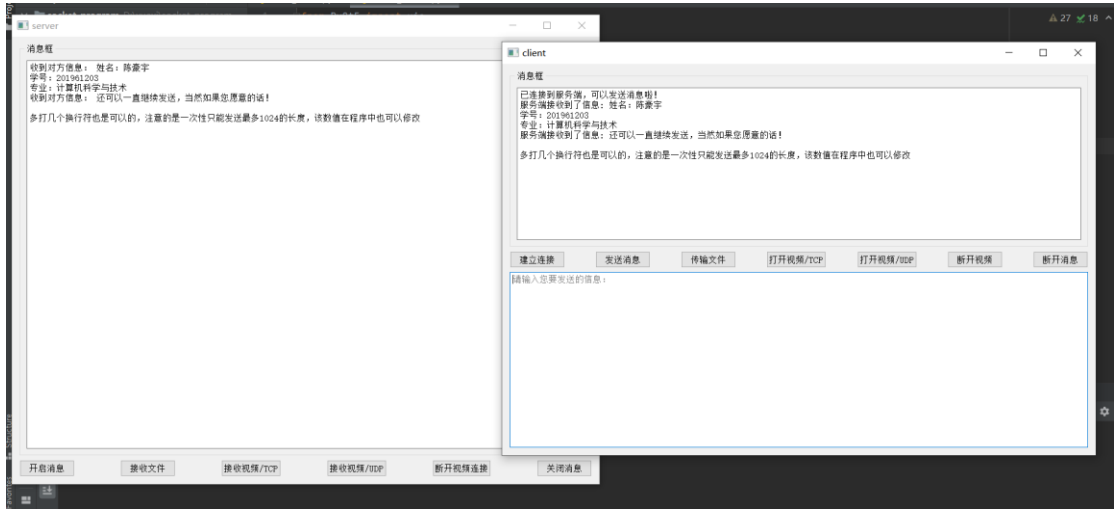 27 18
server
消息框
收到对方信息： 姓名：陈豪宇
学号：201961203
专业：计算机科学与技术
收到对方信息： 还可以一直继续发送，当然如果您愿意的话！
多打几个换行符也是可以的，注意的是一次性只能发送最多1024的长度，该数值在程序中也可以修改
开启消息 接收文件 接收视频/TCP 接收视频/UDP 断开视频连接 关闭消息
client
消息框
已连接到服务端，可以发送消息啦！
服务端接收到了信息：姓名：陈豪宇
学号：201961203
专业：计算机科学与技术
服务端接收到了信息：还可以一直继续发送，当然如果您愿意的话！
多打几个换行符也是可以的，注意的是一次性只能发送最多1024的长度，该数值在程序中也可以修改
建立连接 发送消息 传输文件 打开视频/TCP 打开视频/UDP 断开视频 断开消息
请输入您要发送的信息：